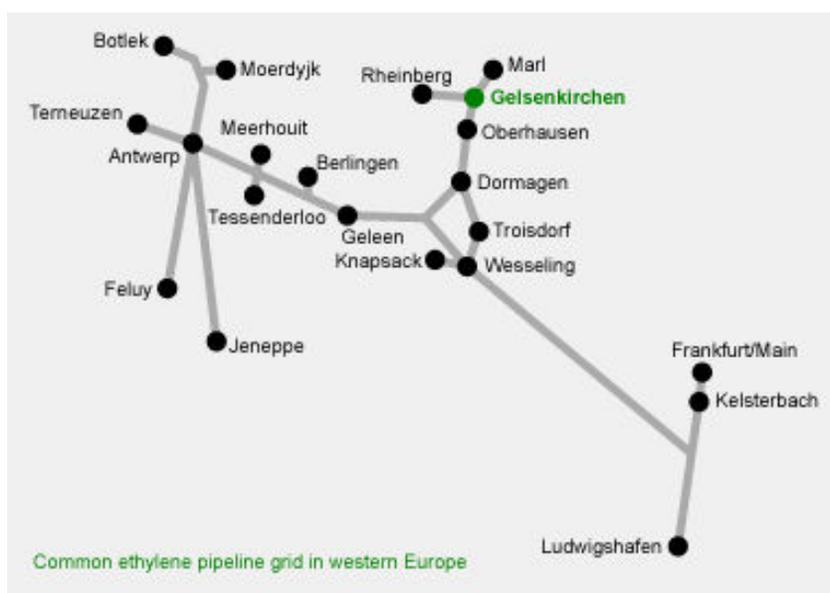 Botlek
Moerdyjk
Marl
Rheinberg
Gelsenkirchen
Terneuzen
Meerhouit
Oberhausen
Antwerp
Berlingen
Dormagen
Tessenderloo
Geleen
Troisdorf
Knapsack
Wesseling
Feluy
Jeneppe
Frankfurt/Main
Kelsterbach
Ludwigshafen
Common ethylene pipeline grid in western Europe